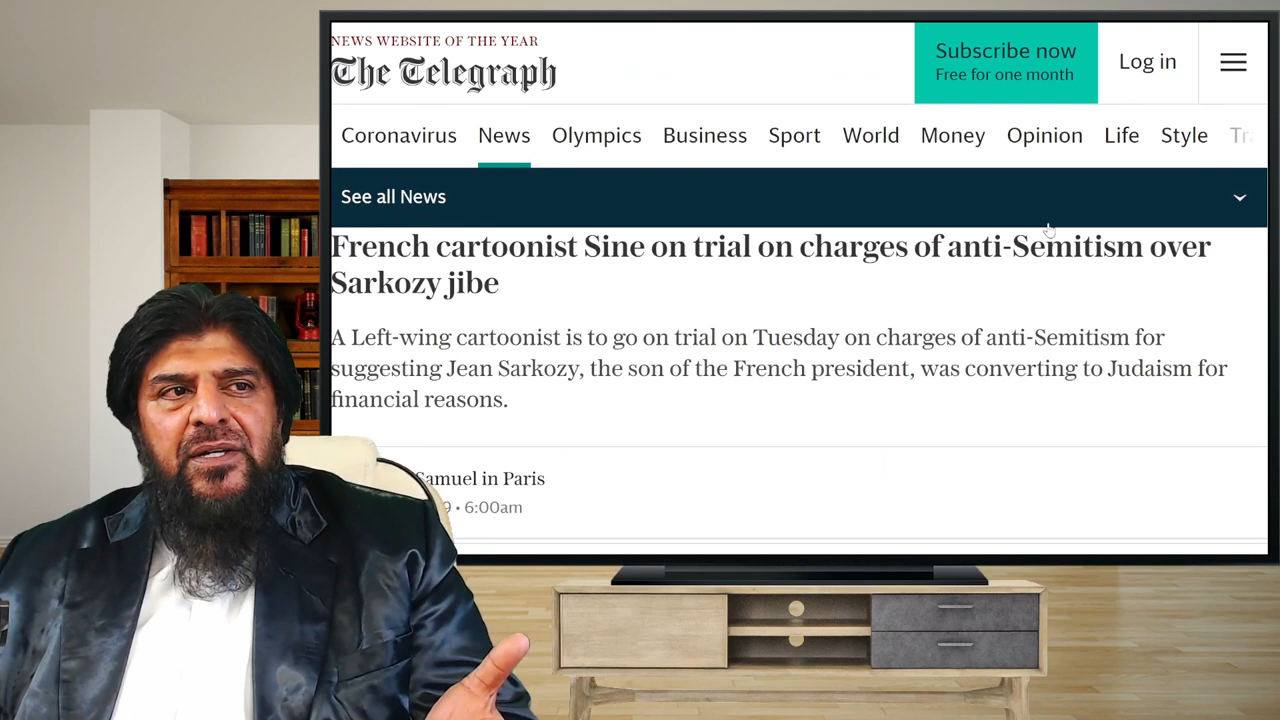 NEWS WEBSITE OF THE YEAR
The Telegraph
Subscribe now
Free for one month
Log in
Coronavirus News Olympics Business Sport World Money Opinion Life Style
See all News
French cartoonist Sine on trial on charges of anti-Semitism over
Sarkozy jibe
A Left-wing cartoonist is to go on trial on Tuesday on charges of anti-Semitism for
suggesting Jean Sarkozy, the son of the French president, was converting to Judaism for
financial reasons.
Samuel in Paris
9 • 6:00am